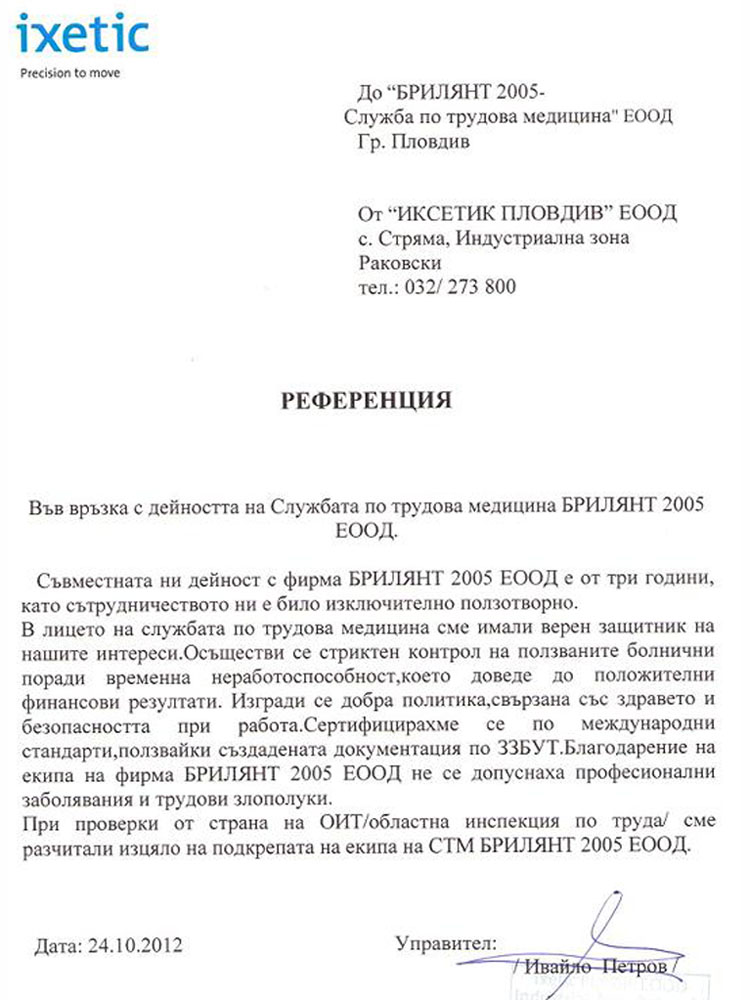 ixetic
Precision to move
До “БРИЛЯНТ 2005-
Служба по трудова медицина" ЕООД
Гр. Пловдив
От “ИКСЕТИК ПЛОВДИВ” ЕООД
с. Стряма, Индустриална зона
Раковски
тел.: 032/ 273 800
РЕФЕРЕНЦИЯ
Във връзка с дейността на Службата по трудова медицина БРИЛЯНТ 2005
ЕООД.
Съвместната ни дейност с фирма БРИЛЯНТ 2005 ЕООД е от три години,
като сътрудничеството ни е било изключително ползотворно.
В лицето на службата по трудова медицина сме имали верен защитник на
нашите интереси.Осъществи се стриктен контрол на ползваните болнични
поради временна неработоспособност,което доведе до положителни
финансови резултати. Изгради се добра политика,свързана със здравето и
безопасността при работа.Сертифицирахме се по международни
стандарти,ползвайки създадената документация по ЗЗБУТ.Благодарение на
екипа на фирма БРИЛЯНТ 2005 ЕООД не се допуснаха професионални
заболявания и трудови злополуки.
При проверки от страна на ОИТ/областна инспекция по труда/ сме
разчитали изцяло на подкрепата на екипа на СТМ БРИЛЯНТ 2005 ЕООД.
Дата: 24.10.2012
Управител:
/ Ивайло Петров /